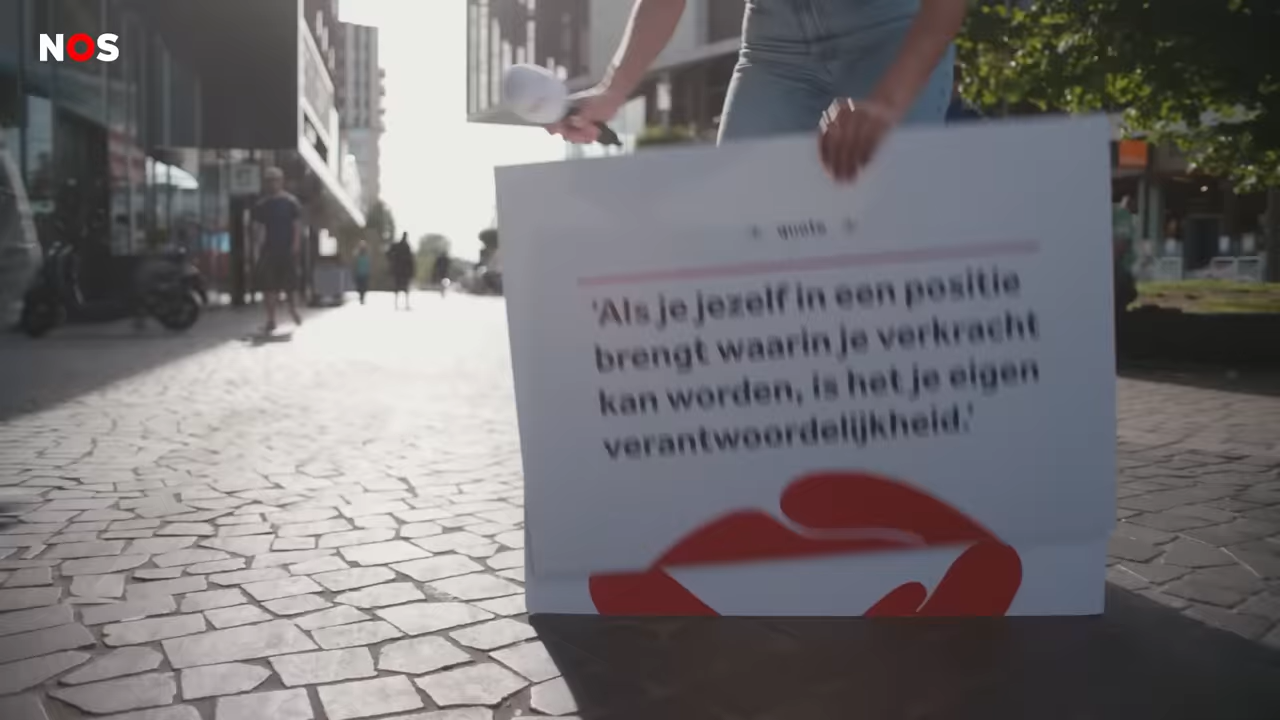 NOS
quote
'Als je jezelf in een positie
brengt waarin je verkracht
kan worden, is het je eigen
verantwoordelijkheid.'